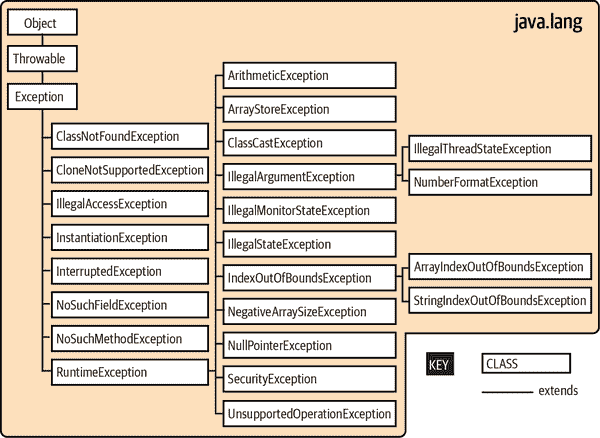 java.lang
Object
Throwable
Exception
ClassNotFoundException
CloneNotSupportedException
IllegalAccessException
InstantiationException
InterruptedException
NoSuchFieldException
NoSuchMethodException
RuntimeException
ArithmeticException
ArrayStoreException
ClassCastException
IllegalArgumentException
IllegalMonitorStateException
IllegalStateException
IndexOutOfBoundsException
NegativeArraySizeException
NullPointerException
SecurityException
UnsupportedOperationException
IllegalThreadStateException
NumberFormatException
ArrayIndexOutOfBoundsException
StringIndexOutOfBoundsException
KEY
CLASS
extends